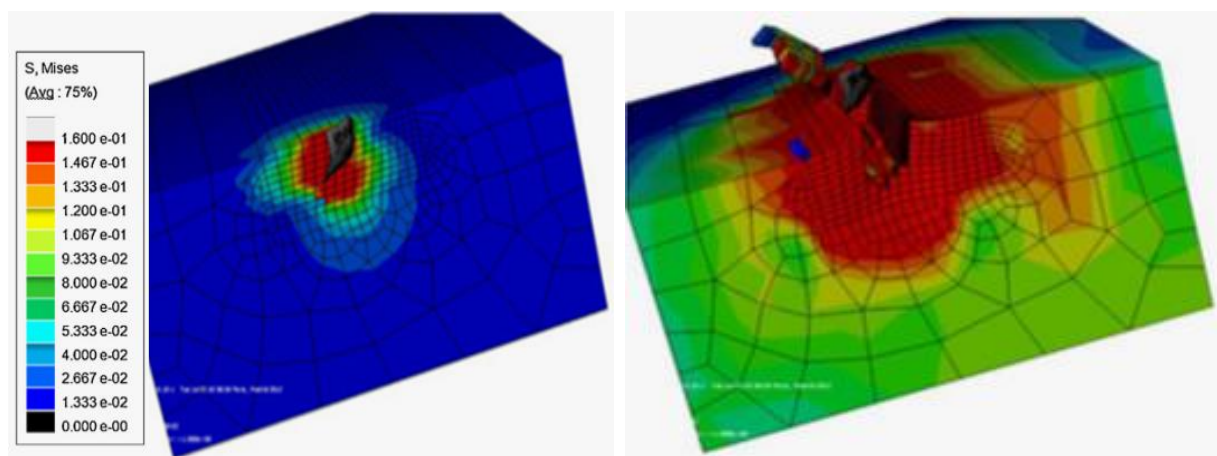 S, Mises
(Avg : 75%)
1.600 e-01
1.467 e-01
1.333 e-01
1.200 e-01
1.067 e-01
9.333 e-02
8.000 e-02
6.667 e-02
5.333 e-02
4.000 e-02
2.667 e-02
1.333 e-02
0.000 e-00